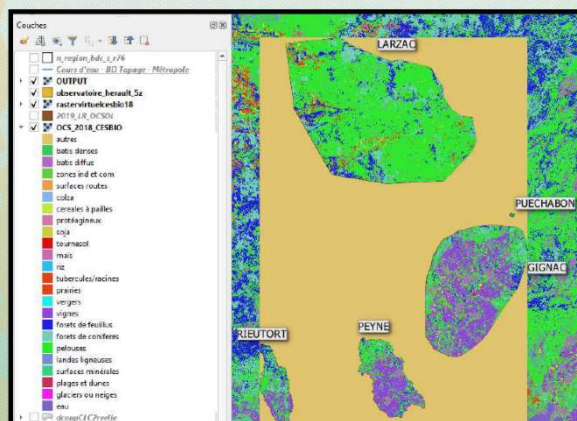 Couches
n_region_bdc_s_r76
Cours d'eau - BD Topage - Métropole
OUTPUT
observatoire_herault_5z
rastervirtuelcesbio18
2019_LR_OCSOL
OCS_2018_CESBIO
autres
batis denses
batis diffus
zones ind et com
surfaces routes
colza
cereales à pailles
protéagineux
soja
tournesol
mais
riz
tubercules/racines
prairies
vergers
vignes
forets de feuillus
forets de coniferes
pelouses
landes ligneuses
surfaces minérales
plages et dunes
glaciers ou neiges
eau
LARZAC
PUECHABON
GIGNAC
PEYNE
RIEUTORT